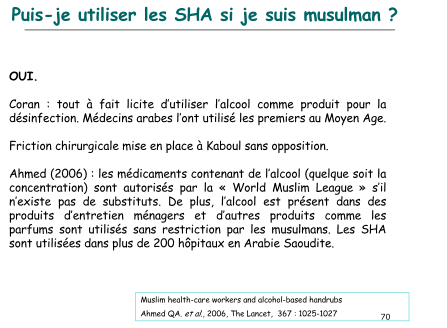 Puis-je utiliser les SHA si je suis musulman ?
OUI.
Coran : tout à fait licite d’utiliser l’alcool comme produit pour la
désinfection. Médecins arabes l’ont utilisé les premiers au Moyen Age.
Friction chirurgicale mise en place à Kaboul sans opposition.
Ahmed (2006) : les médicaments contenant de l’alcool (quelque soit la
concentration) sont autorisés par la « World Muslim League » s’il
n’existe pas de substituts. De plus, l’alcool est présent dans des
produits d’entretien ménagers et d’autres produits comme les
parfums sont utilisés sans restriction par les musulmans. Les SHA
sont utilisées dans plus de 200 hôpitaux en Arabie Saoudite.
Muslim health-care workers and alcohol-based handrubs
Ahmed QA. et al., 2006, The Lancet, 367 : 1025-1027
70